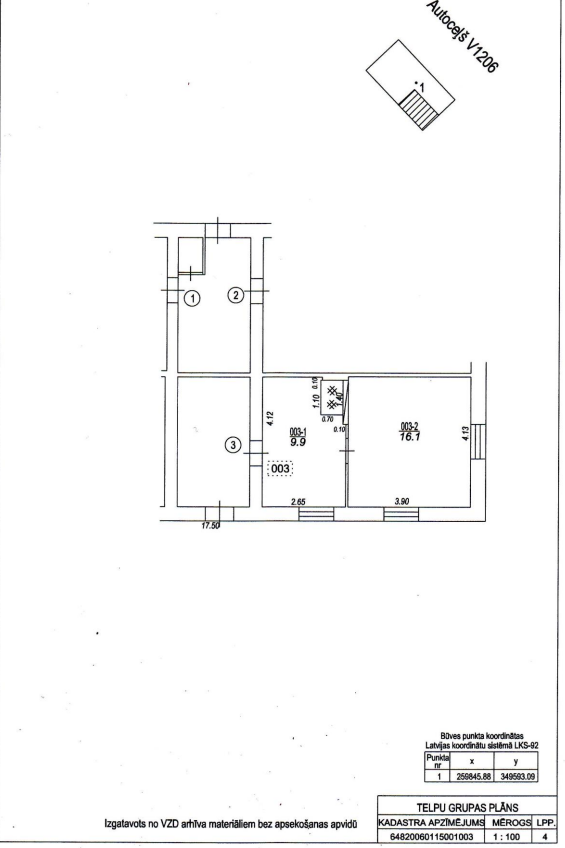 Autoceļš V1206
1
1
2
0.10
1.10
1.40
0.70
0.10
4.12
003-1
9.9
003-2
16.1
4.13
3
003
2.65
3.90
17.50
Būves punkta koordinātas
Latvijas koordinātu sistēmā LKS-92
Punkta nr x y
1 259845.88 349593.09
TELPU GRUPAS PLĀNS
Izgatavots no VZD arhīva materiāliem bez apsekošanas apvidū
KADASTRA APZĪMĒJUMS MĒROGS LPP.
64820060115001003 1 : 100 4